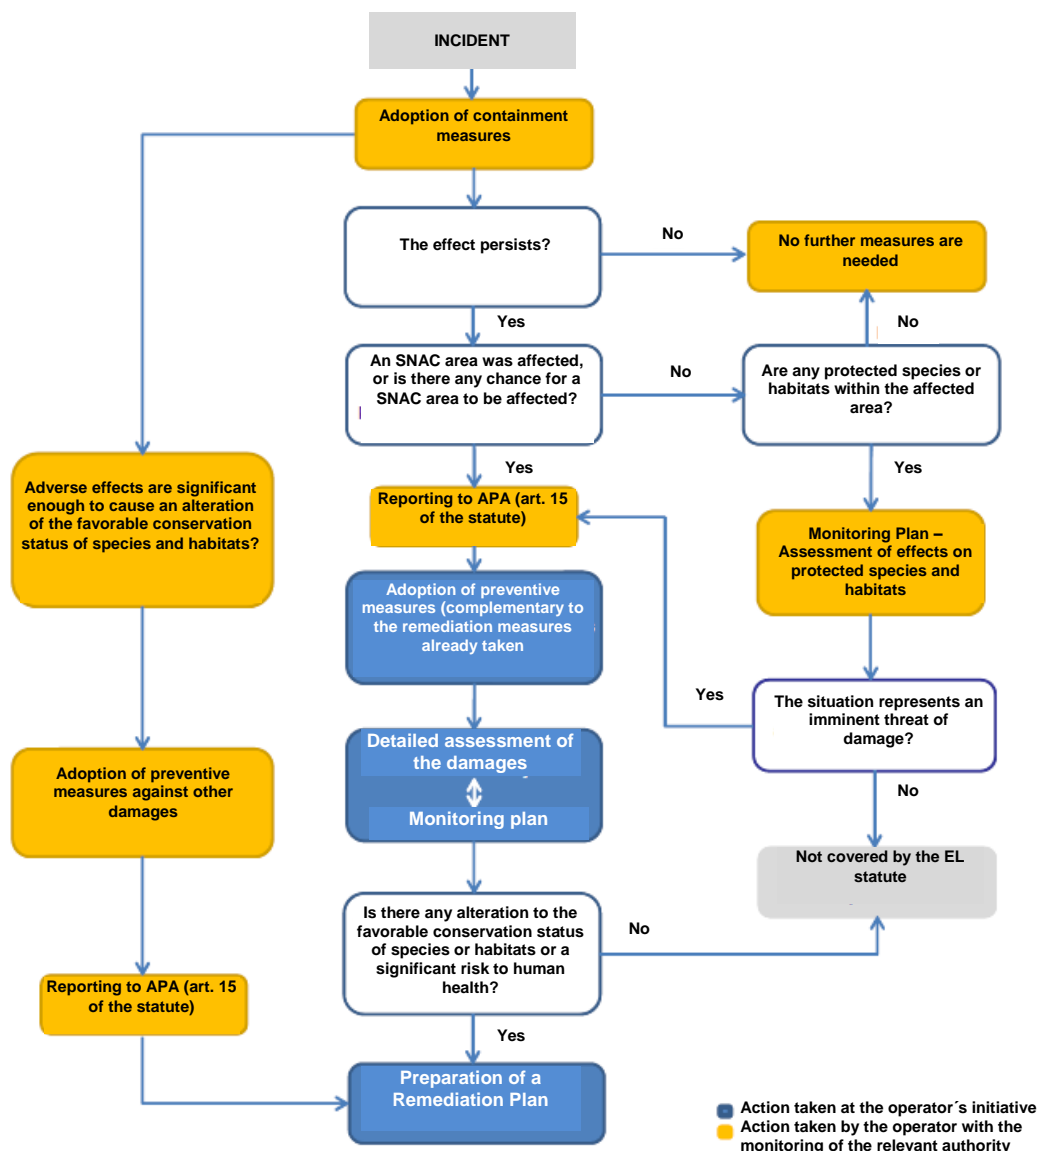 INCIDENT
Adoption of containment
measures
The effect persists?
No
No further measures are
needed
Yes
No
An SNAC area was affected,
or is there any chance for a
SNAC area to be affected?
No
Are any protected species or
habitats within the affected
area?
Yes
Yes
Adverse effects are significant
enough to cause an alteration
of the favorable conservation
status of species and habitats?
Reporting to APA (art. 15
of the statute)
Monitoring Plan –
Assessment of effects on
protected species and
habitats
Adoption of preventive
measures (complementary to
the remediation measures
already taken
Yes
The situation represents an
imminent threat of
damage?
Detailed assessment of
the damages
Monitoring plan
Adoption of preventive
measures against other
damages
No
Not covered by the EL
statute
Is there any alteration to the
favorable conservation status
of species or habitats or a
significant risk to human
health?
No
Reporting to APA (art. 15
of the statute)
Yes
Preparation of a
Remediation Plan
Action taken at the operator´s initiative
Action taken by the operator with the
monitoring of the relevant authority